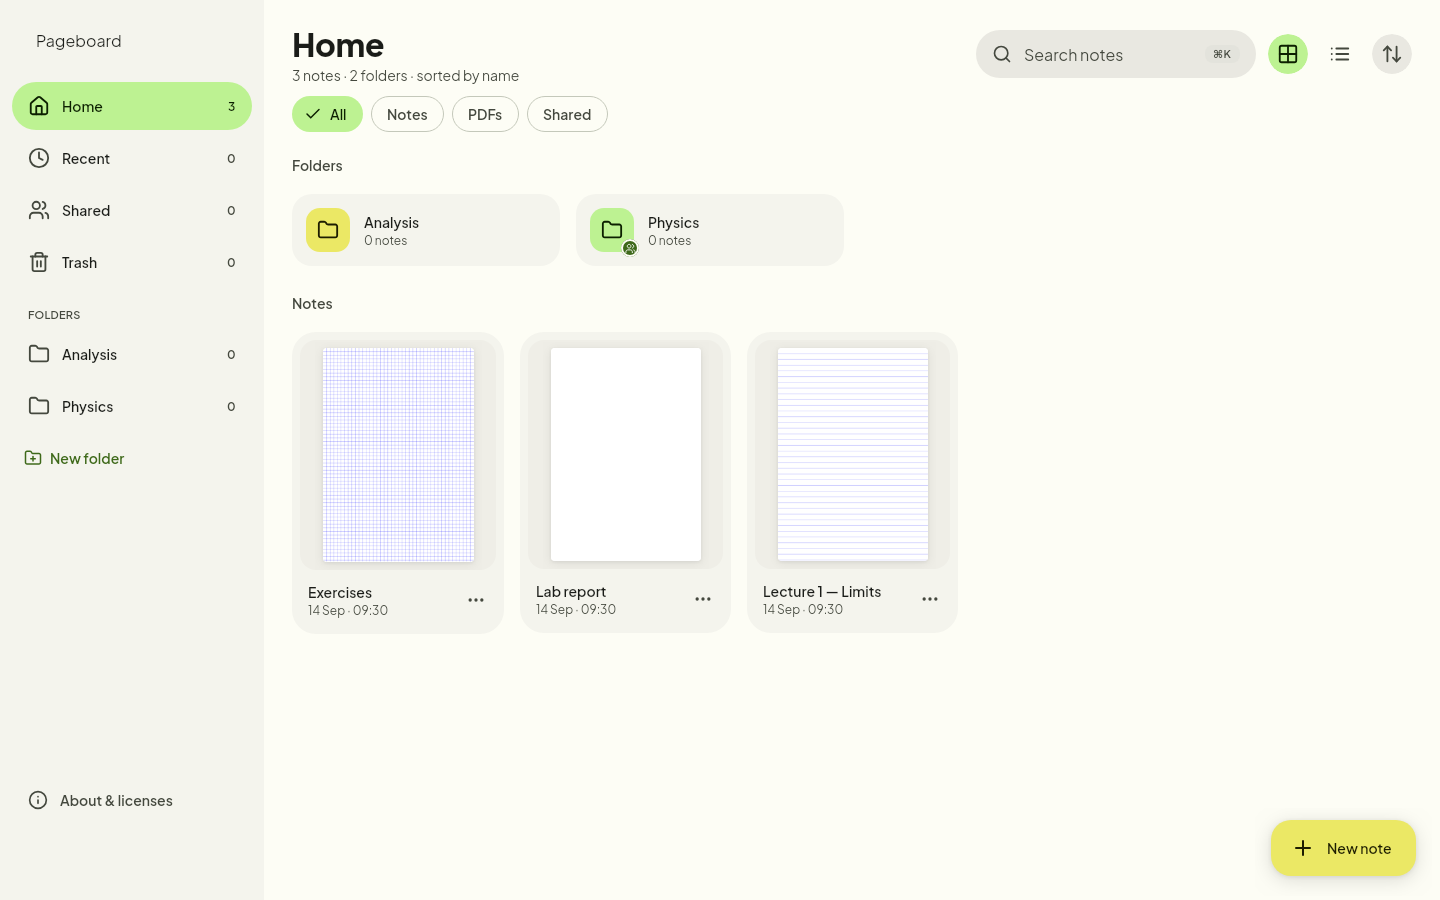 Pageboard
Home 3
Recent 0
Shared 0
Trash 0
FOLDERS
Analysis 0
Physics 0
New folder
About & licenses
Home
3 notes · 2 folders · sorted by name
Search notes ⌘K
All Notes PDFs Shared
Folders
Analysis
0 notes
Physics
0 notes
Notes
Exercises
14 Sep · 09:30
Lab report
14 Sep · 09:30
Lecture 1 — Limits
14 Sep · 09:30
New note